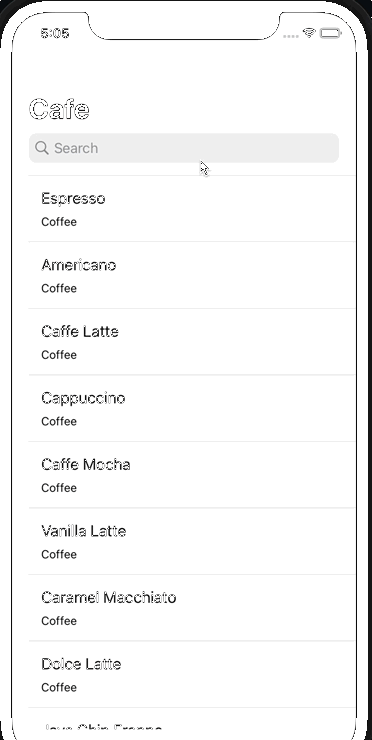 5:05
Cafe
Search
Espresso
Coffee
Americano
Coffee
Caffe Latte
Coffee
Cappuccino
Coffee
Caffe Mocha
Coffee
Vanilla Latte
Coffee
Caramel Macchiato
Coffee
Dolce Latte
Coffee